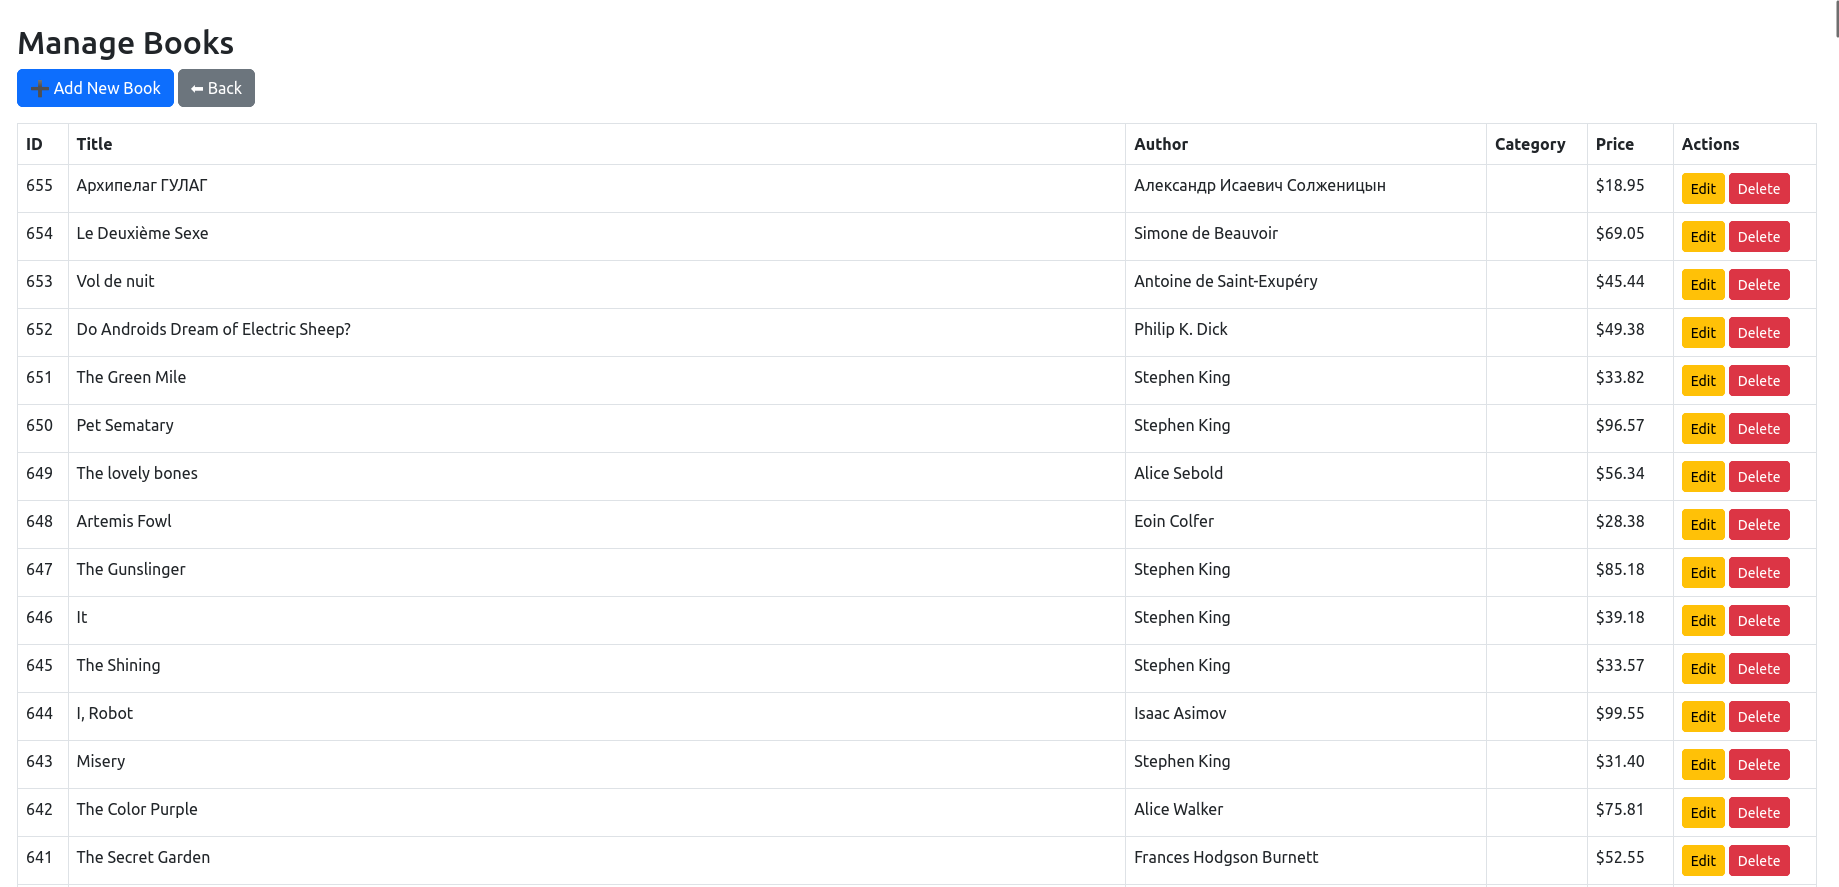 Manage Books
➕ Add New Book ⬅ Back
ID Title Author Category Price Actions
655 Архипелаг ГУЛАГ Александр Исаевич Солженицын $18.95 Edit Delete
654 Le Deuxième Sexe Simone de Beauvoir $69.05 Edit Delete
653 Vol de nuit Antoine de Saint-Exupéry $45.44 Edit Delete
652 Do Androids Dream of Electric Sheep? Philip K. Dick $49.38 Edit Delete
651 The Green Mile Stephen King $33.82 Edit Delete
650 Pet Sematary Stephen King $96.57 Edit Delete
649 The lovely bones Alice Sebold $56.34 Edit Delete
648 Artemis Fowl Eoin Colfer $28.38 Edit Delete
647 The Gunslinger Stephen King $85.18 Edit Delete
646 It Stephen King $39.18 Edit Delete
645 The Shining Stephen King $33.57 Edit Delete
644 I, Robot Isaac Asimov $99.55 Edit Delete
643 Misery Stephen King $31.40 Edit Delete
642 The Color Purple Alice Walker $75.81 Edit Delete
641 The Secret Garden Frances Hodgson Burnett $52.55 Edit Delete